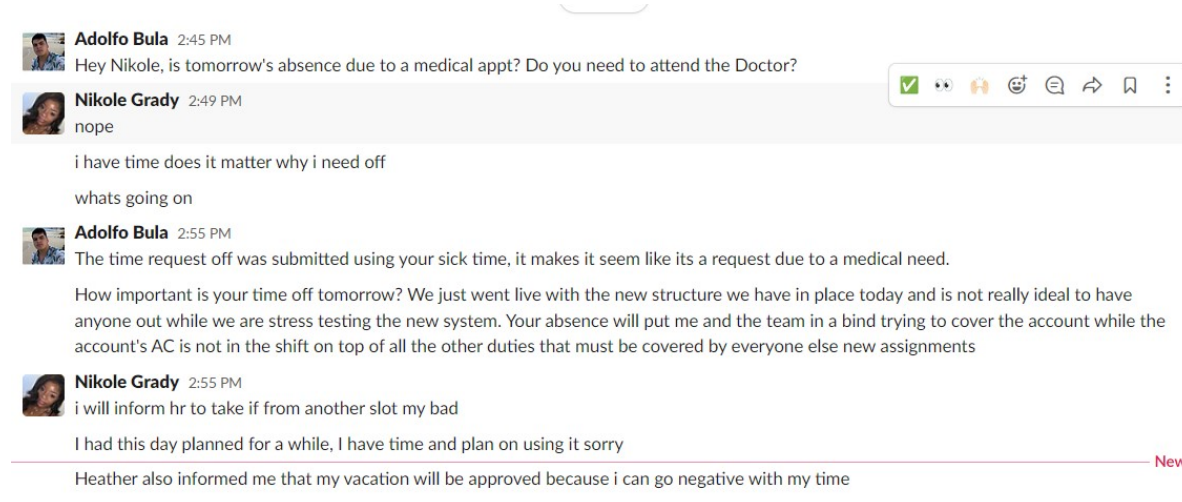 Adolfo Bula 2:45 PM
Hey Nikole, is tomorrow's absence due to a medical appt? Do you need to attend the Doctor?
Nikole Grady 2:49 PM
nope
i have time does it matter why i need off
whats going on
Adolfo Bula 2:55 PM
The time request off was submitted using your sick time, it makes it seem like its a request due to a medical need.
How important is your time off tomorrow? We just went live with the new structure we have in place today and is not really ideal to have
anyone out while we are stress testing the new system. Your absence will put me and the team in a bind trying to cover the account while the
account's AC is not in the shift on top of all the other duties that must be covered by everyone else new assignments
Nikole Grady 2:55 PM
i will inform hr to take if from another slot my bad
I had this day planned for a while, I have time and plan on using it sorry
New
Heather also informed me that my vacation will be approved because i can go negative with my time